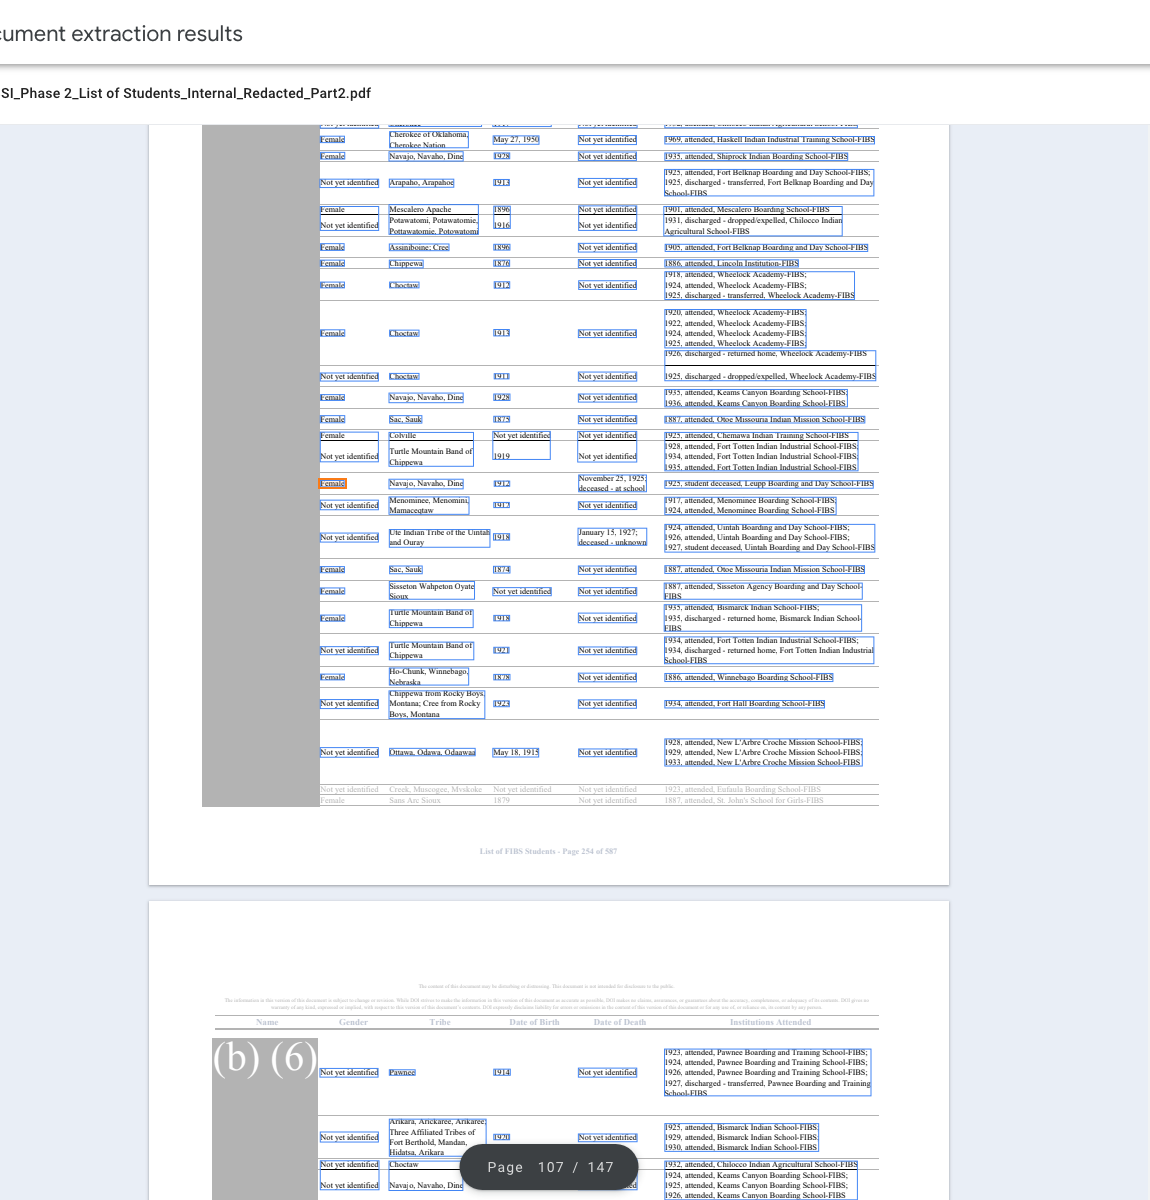 cument extraction results
SI_Phase 2_List of Students_Internal_Redacted_Part2.pdf
Female Cherokee of Oklahoma, Cherokee Nation May 27, 1950 Not yet identified 1969, attended, Haskell Indian Industrial Training School-FIBS
Female Navajo, Navaho, Dine 1928 Not yet identified 1935, attended, Shiprock Indian Boarding School-FIBS
Not yet identified Arapaho, Arapahoe 1913 Not yet identified 1925, attended, Fort Belknap Boarding and Day School-FIBS;
1925, discharged - transferred, Fort Belknap Boarding and Day
School-FIBS
Female Mescalero Apache 1896 Not yet identified 1901, attended, Mescalero Boarding School-FIBS
Not yet identified Potawatomi, Potawatomie, Pottawatomie, Potowatomi 1916 Not yet identified 1931, discharged - dropped/expelled, Chilocco Indian
Agricultural School-FIBS
Female Assiniboine; Cree 1896 Not yet identified 1905, attended, Fort Belknap Boarding and Day School-FIBS
Female Chippewa 1876 Not yet identified 1886, attended, Lincoln Institution-FIBS
Female Choctaw 1912 Not yet identified 1918, attended, Wheelock Academy-FIBS;
1924, attended, Wheelock Academy-FIBS;
1925, discharged - transferred, Wheelock Academy-FIBS
Female Choctaw 1913 Not yet identified 1920, attended, Wheelock Academy-FIBS;
1922, attended, Wheelock Academy-FIBS;
1924, attended, Wheelock Academy-FIBS;
1925, attended, Wheelock Academy-FIBS;
1926, discharged - returned home, Wheelock Academy-FIBS
Not yet identified Choctaw 1911 Not yet identified 1925, discharged - dropped/expelled, Wheelock Academy-FIBS
Female Navajo, Navaho, Dine 1928 Not yet identified 1935, attended, Keams Canyon Boarding School-FIBS;
1936, attended, Keams Canyon Boarding School-FIBS
Female Sac, Sauk 1875 Not yet identified 1887, attended, Otoe Missouria Indian Mission School-FIBS
Female Colville Not yet identified Not yet identified 1925, attended, Chemawa Indian Training School-FIBS
Not yet identified Turtle Mountain Band of Chippewa 1919 Not yet identified 1928, attended, Fort Totten Indian Industrial School-FIBS;
1934, attended, Fort Totten Indian Industrial School-FIBS;
1935, attended, Fort Totten Indian Industrial School-FIBS
Female Navajo, Navaho, Dine 1912 November 25, 1925; deceased - at school 1925, student deceased, Leupp Boarding and Day School-FIBS
Not yet identified Menominee, Menomini, Mamaceqtaw 1912 Not yet identified 1917, attended, Menominee Boarding School-FIBS;
1924, attended, Menominee Boarding School-FIBS
Not yet identified Ute Indian Tribe of the Uintah and Ouray 1918 January 15, 1927; deceased - unknown 1924, attended, Uintah Boarding and Day School-FIBS;
1926, attended, Uintah Boarding and Day School-FIBS;
1927, student deceased, Uintah Boarding and Day School-FIBS
Female Sac, Sauk 1874 Not yet identified 1887, attended, Otoe Missouria Indian Mission School-FIBS
Female Sisseton Wahpeton Oyate Sioux Not yet identified Not yet identified 1887, attended, Sisseton Agency Boarding and Day School-
FIBS
Female Turtle Mountain Band of Chippewa 1918 Not yet identified 1935, attended, Bismarck Indian School-FIBS;
1935, discharged - returned home, Bismarck Indian School-
FIBS
Not yet identified Turtle Mountain Band of Chippewa 1921 Not yet identified 1934, attended, Fort Totten Indian Industrial School-FIBS;
1934, discharged - returned home, Fort Totten Indian Industrial
School-FIBS
Female Ho-Chunk, Winnebago, Nebraska 1878 Not yet identified 1886, attended, Winnebago Boarding School-FIBS
Not yet identified Chippewa from Rocky Boys, Montana; Cree from Rocky Boys, Montana 1923 Not yet identified 1934, attended, Fort Hall Boarding School-FIBS
Not yet identified Ottawa, Odawa, Odaawaa May 18, 1915 Not yet identified 1928, attended, New L'Arbre Croche Mission School-FIBS;
1929, attended, New L'Arbre Croche Mission School-FIBS;
1933, attended, New L'Arbre Croche Mission School-FIBS
Not yet identified Creek, Muscogee, Mvskoke Not yet identified Not yet identified 1923, attended, Eufaula Boarding School-FIBS
Female Sans Arc Sioux 1879 Not yet identified 1887, attended, St. John's School for Girls-FIBS
List of FIBS Students - Page 254 of 587
The content of this document may be disturbing or distressing. This document is not intended for disclosure to the public.
Name Gender Tribe Date of Birth Date of Death Institutions Attended
(b) (6)
Not yet identified Pawnee 1914 Not yet identified 1923, attended, Pawnee Boarding and Training School-FIBS;
1924, attended, Pawnee Boarding and Training School-FIBS;
1926, attended, Pawnee Boarding and Training School-FIBS;
1927, discharged - transferred, Pawnee Boarding and Training
School-FIBS
Not yet identified Arikara, Arickaree, Arikaree; Three Affiliated Tribes of Fort Berthold, Mandan, Hidatsa, Arikara 1920 Not yet identified 1925, attended, Bismarck Indian School-FIBS;
1929, attended, Bismarck Indian School-FIBS;
1930, attended, Bismarck Indian School-FIBS
Not yet identified Choctaw 1932, attended, Chilocco Indian Agricultural School-FIBS
Not yet identified Navajo, Navaho, Dine 1924, attended, Keams Canyon Boarding School-FIBS;
1925, attended, Keams Canyon Boarding School-FIBS;
1926, attended, Keams Canyon Boarding School-FIBS
Page 107 / 147